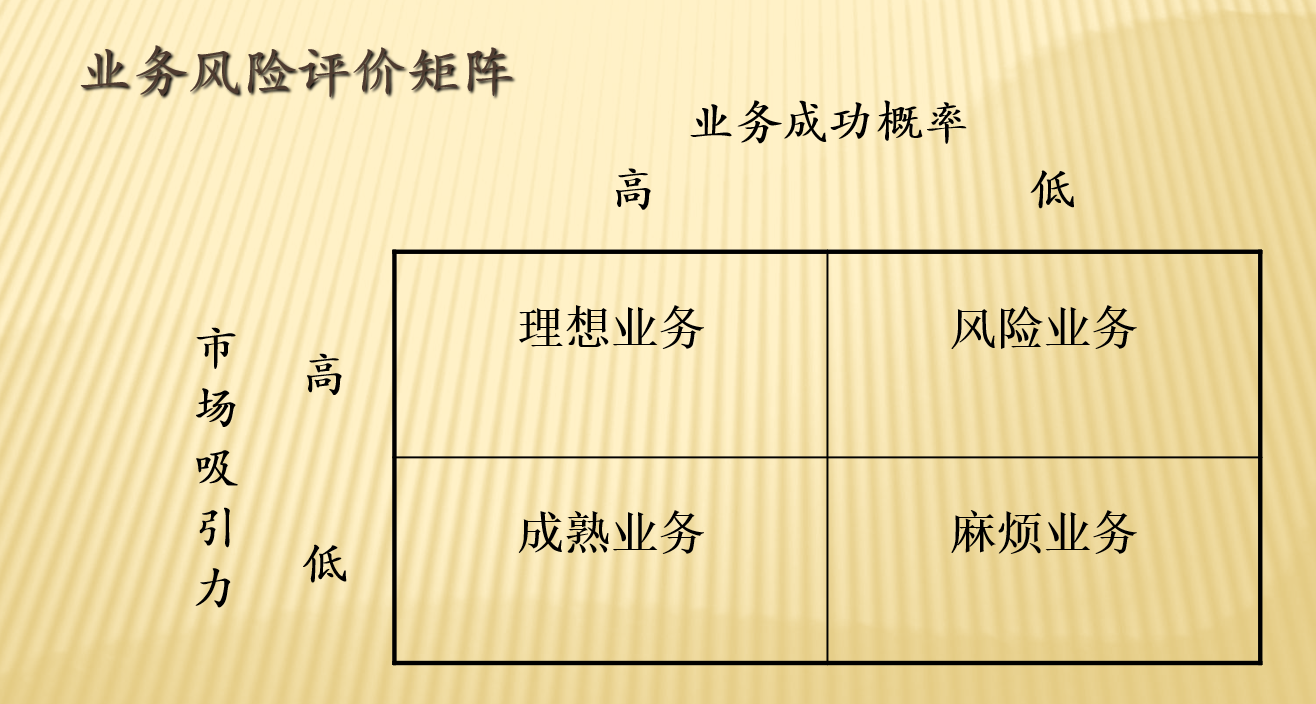 业务风险评价矩阵
业务成功概率
高 低
市场吸引力
高
理想业务 风险业务
低
成熟业务 麻烦业务